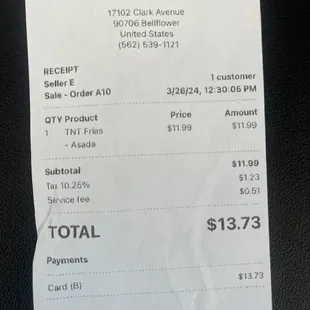 17102 Clark Avenue
90706 Bellflower
United States
(562) 539-1121
RECEIPT
Seller E 1 customer
Sale - Order A10 3/26/24, 12:30:05 PM
QTY Product Price Amount
1 TNT Fries $11.99 $11.99
- Asada
Subtotal $11.99
Tax 10.25% $1.23
Service fee $0.51
TOTAL $13.73
Payments
Card (B) $13.73